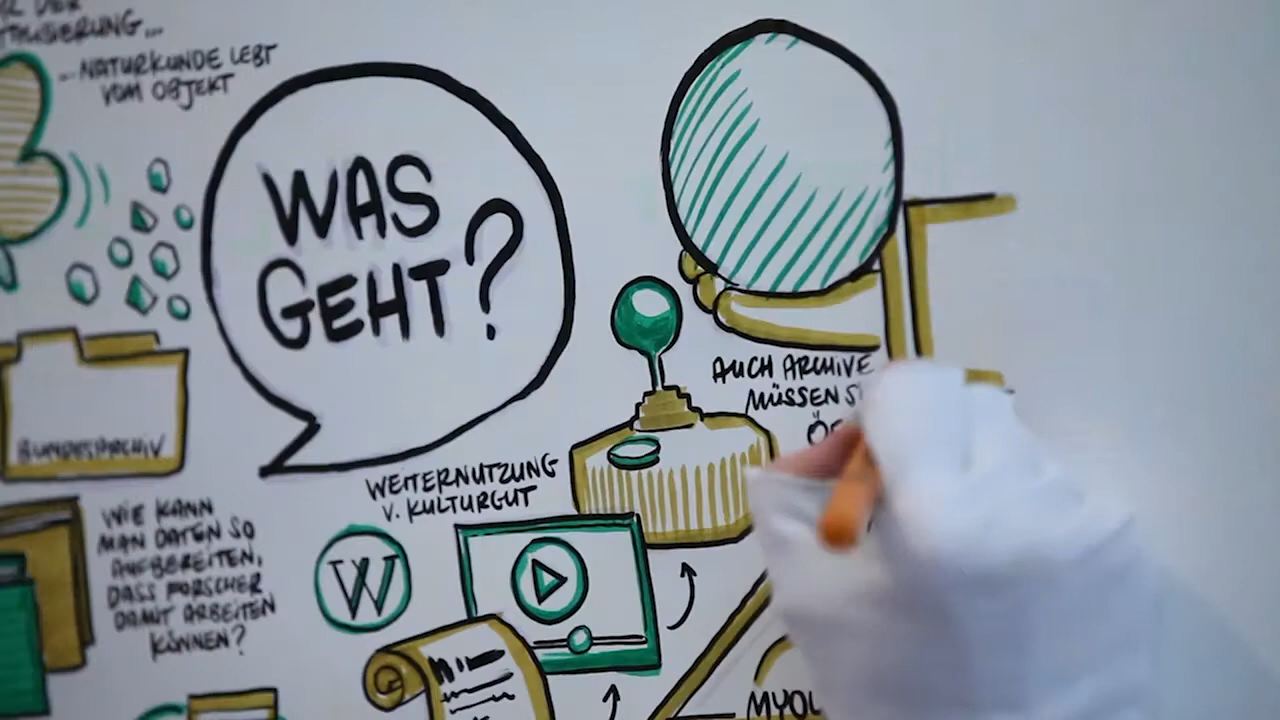 ...NATURKUNDE LEBT
VOM OBJEKT
WAS
GEHT?
BUNDESARCHIV
WIE KANN
MAN DATEN SO
AUFBEREITEN,
DASS FORSCHER
DAMIT ARBEITEN
KÖNNEN?
WEITERNUTZUNG
V. KULTURGUT
W
AUCH ARCHIVE
MÜSSEN